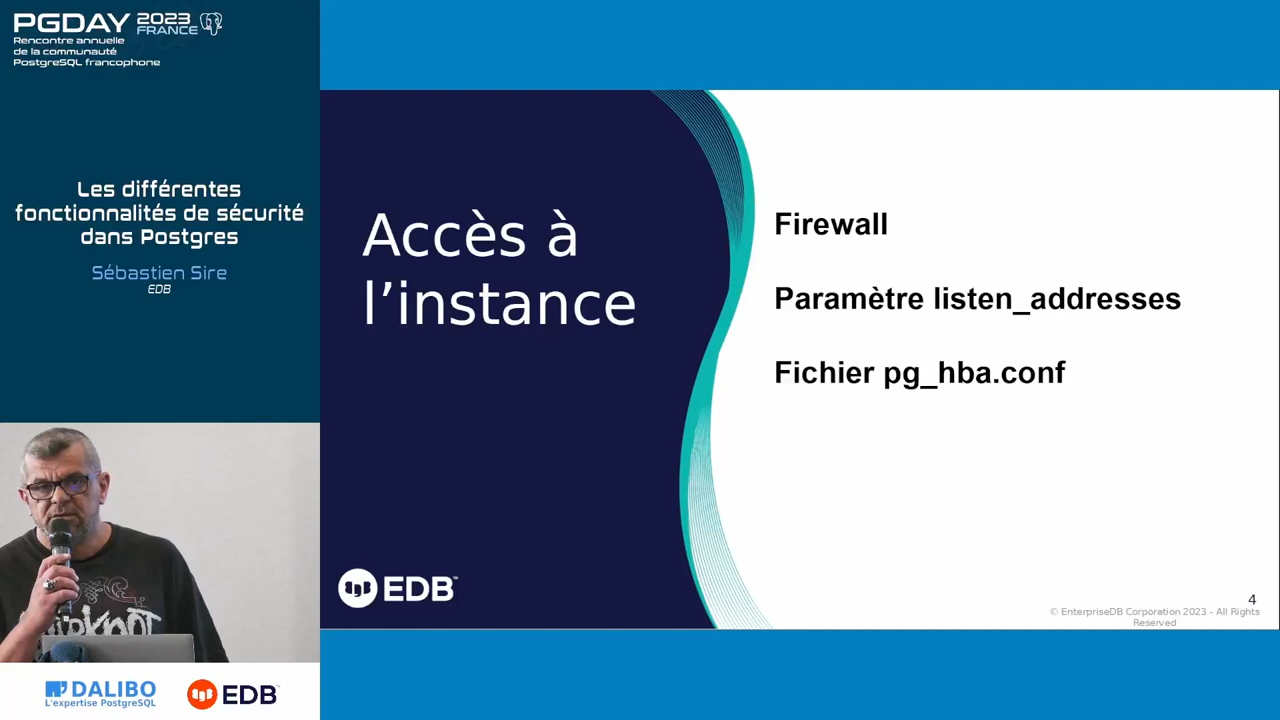 PGDAY 2023 FRANCE
Rencontre annuelle
de la communauté
PostgreSQL francophone
Les différentes
fonctionnalités de sécurité
dans Postgres
Sébastien Sire
EDB
Accès à
l’instance
Firewall
Paramètre listen_addresses
Fichier pg_hba.conf
EDB™
4
© EnterpriseDB Corporation 2023 - All Rights
Reserved
DALIBO
L'expertise PostgreSQL
EDB